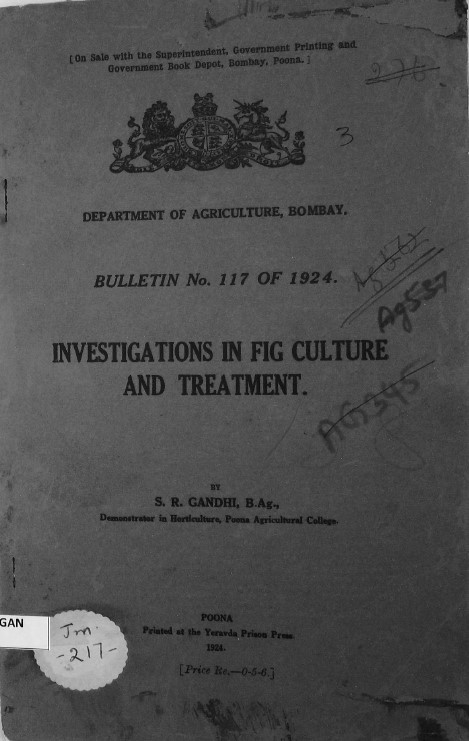 [On Sale with the Superintendent, Government Printing and
Government Book Depot, Bombay, Poona.]
276
3
DEPARTMENT OF AGRICULTURE, BOMBAY.
BULLETIN No. 117 OF 1924.
Ag537
INVESTIGATIONS IN FIG CULTURE
AND TREATMENT.
AG345
BY
S. R. GANDHI, B.Ag.,
Demonstrator in Horticulture, Poona Agricultural College.
GAN
Jm.
-217-
POONA
Printed at the Yeravda Prison Press
1924.
[Price Re.—0-5-6.]